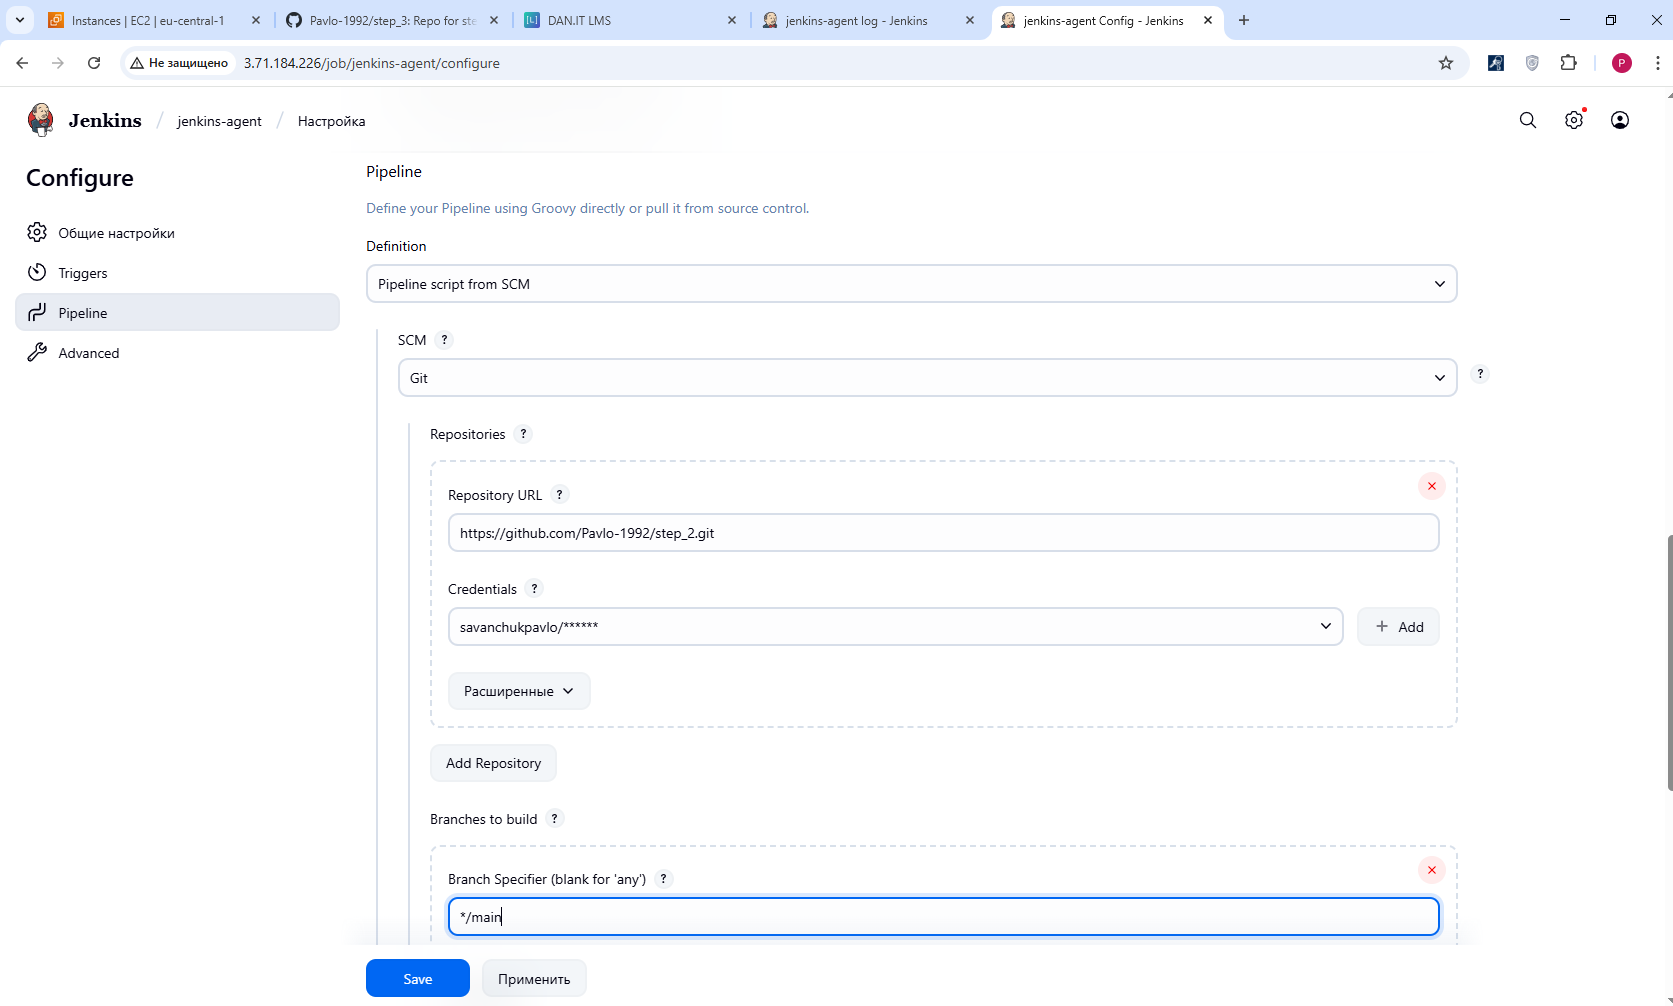 Instances | EC2 | eu-central-1
Pavlo-1992/step_3: Repo for ste
DAN.IT LMS
jenkins-agent log - Jenkins
jenkins-agent Config - Jenkins
Не защищено
3.71.184.226/job/jenkins-agent/configure
P
Jenkins / jenkins-agent / Настройка
Configure
Общие настройки
Triggers
Pipeline
Advanced
Pipeline
Define your Pipeline using Groovy directly or pull it from source control.
Definition
Pipeline script from SCM
SCM ?
Git
?
Repositories ?
Repository URL ?
https://github.com/Pavlo-1992/step_2.git
Credentials ?
savanchukpavlo/******
+ Add
Расширенные
Add Repository
Branches to build ?
Branch Specifier (blank for 'any') ?
*/main
Save
Применить